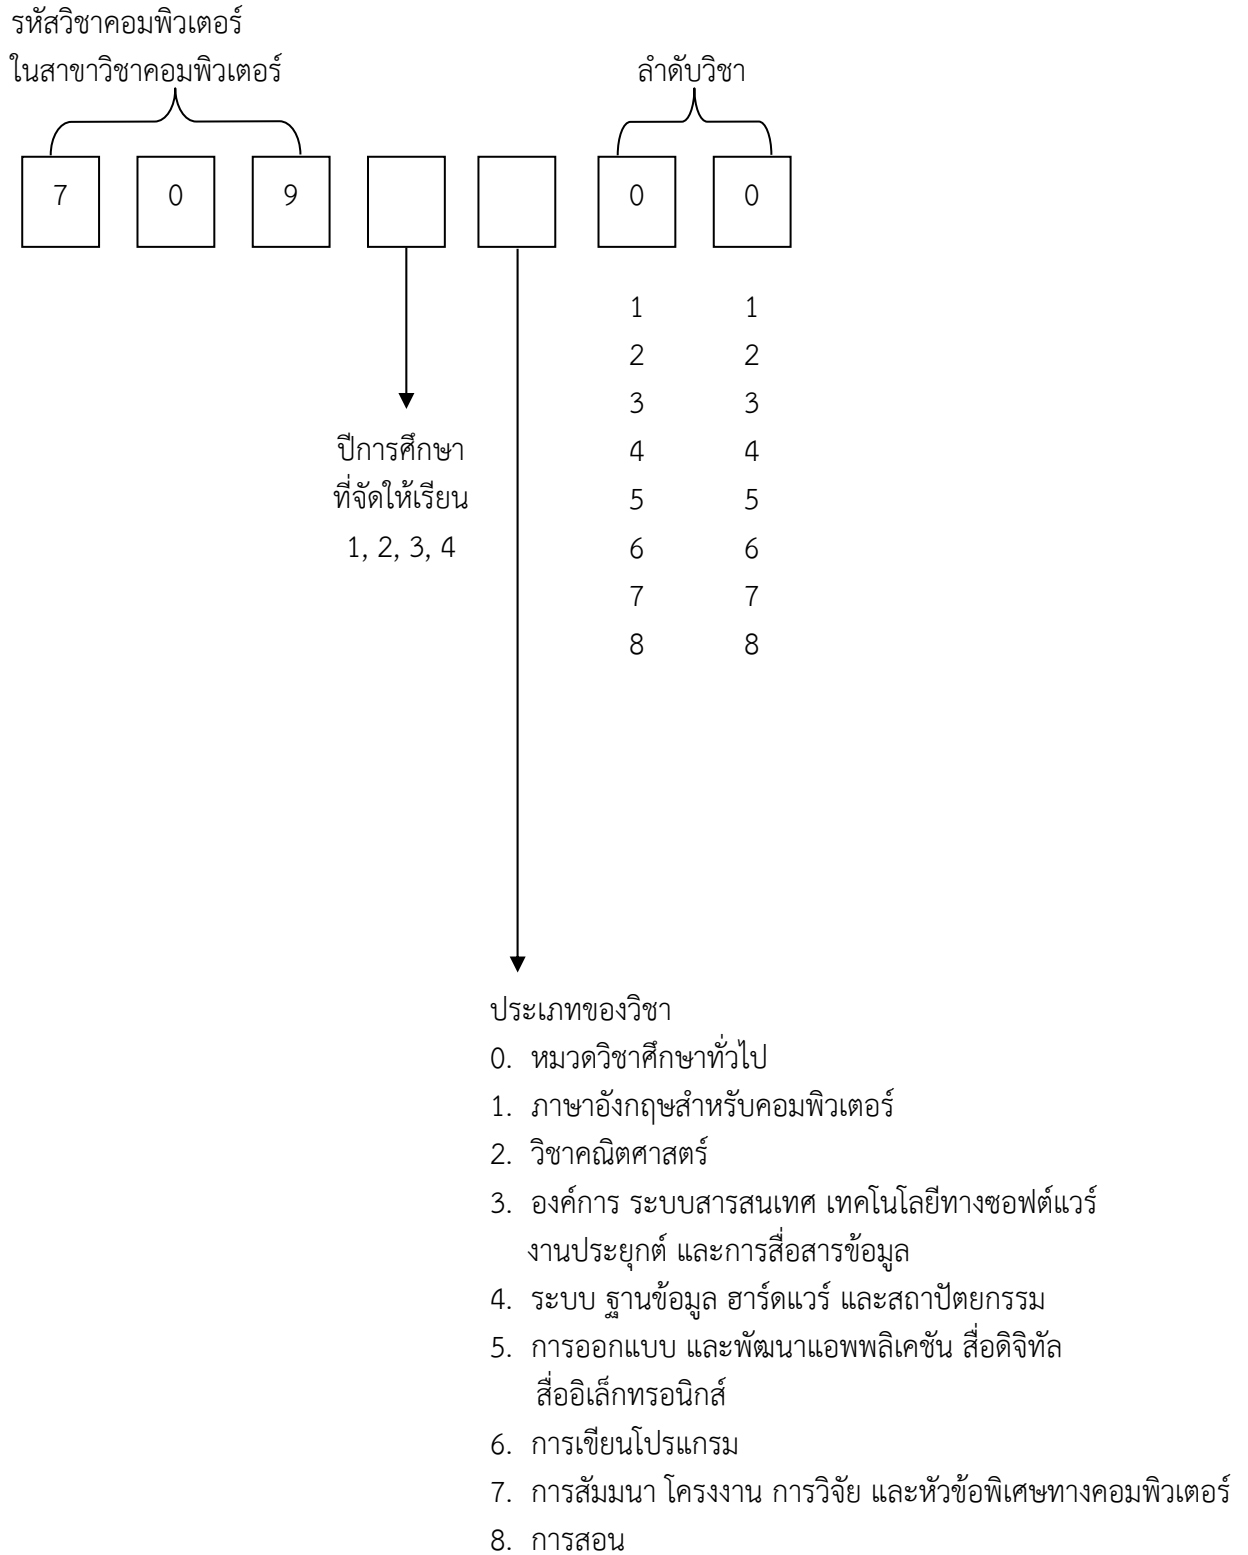 รหัสวิชาคอมพิวเตอร์
ในสาขาวิชาคอมพิวเตอร์ ลำดับวิชา
7 0 9 0 0
1 1
2 2
3 3
ปีการศึกษา 4 4
ที่จัดให้เรียน 5 5
1, 2, 3, 4 6 6
7 7
8 8
ประเภทของวิชา
0. หมวดวิชาศึกษาทั่วไป
1. ภาษาอังกฤษสำหรับคอมพิวเตอร์
2. วิชาคณิตศาสตร์
3. องค์การ ระบบสารสนเทศ เทคโนโลยีทางซอฟต์แวร์
งานประยุกต์ และการสื่อสารข้อมูล
4. ระบบ ฐานข้อมูล ฮาร์ดแวร์ และสถาปัตยกรรม
5. การออกแบบ และพัฒนาแอพพลิเคชัน สื่อดิจิทัล
สื่ออิเล็กทรอนิกส์
6. การเขียนโปรแกรม
7. การสัมมนา โครงงาน การวิจัย และหัวข้อพิเศษทางคอมพิวเตอร์
8. การสอน